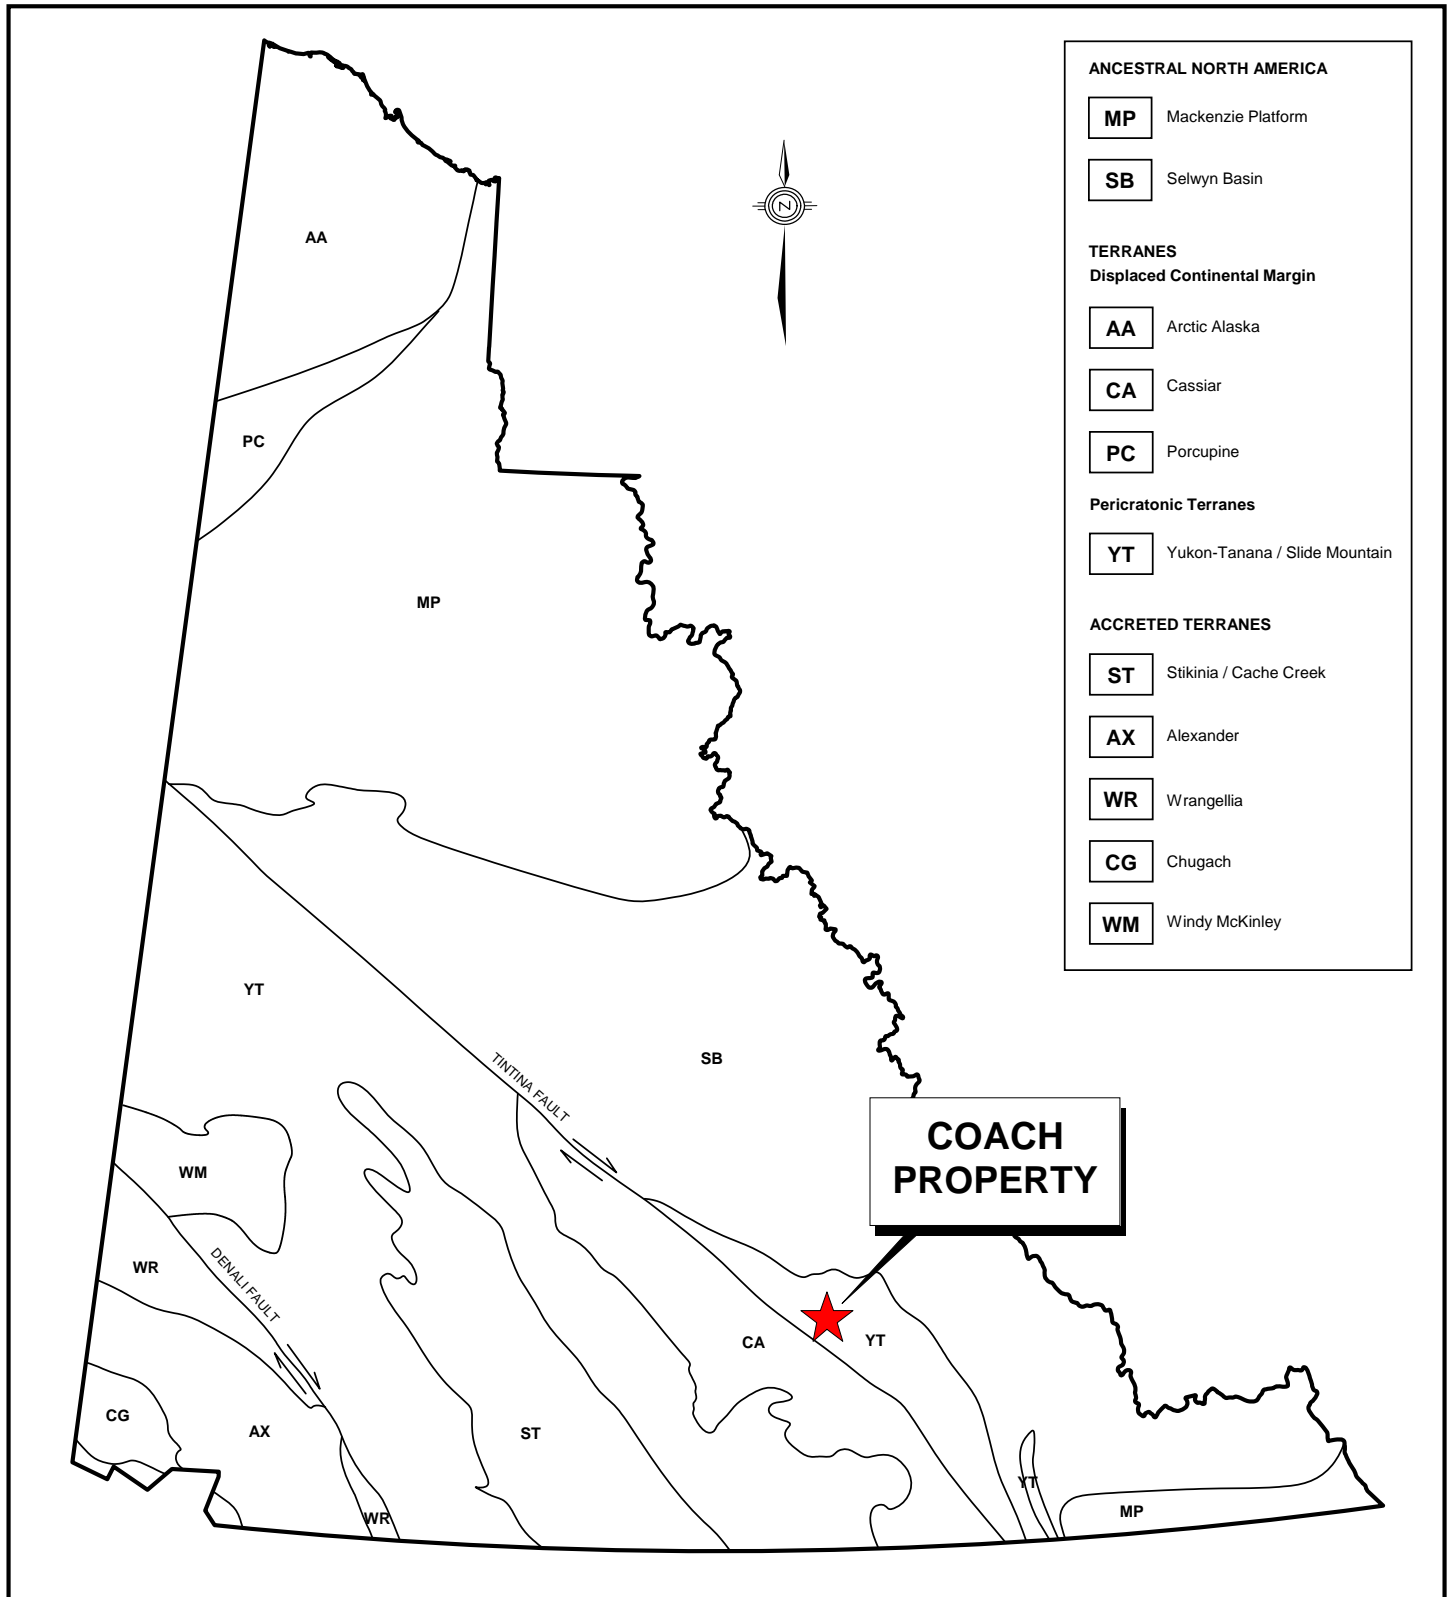 ANCESTRAL NORTH AMERICA
MP Mackenzie Platform
SB Selwyn Basin
TERRANES
Displaced Continental Margin
AA Arctic Alaska
CA Cassiar
PC Porcupine
Pericratonic Terranes
YT Yukon-Tanana / Slide Mountain
ACCRETED TERRANES
ST Stikinia / Cache Creek
AX Alexander
WR Wrangellia
CG Chugach
WM Windy McKinley
N
AA
PC
MP
YT
SB
TINTINA FAULT
COACH
PROPERTY
WM
WR
DENALI FAULT
CA
YT
CG
AX
ST
YT
MP
WR